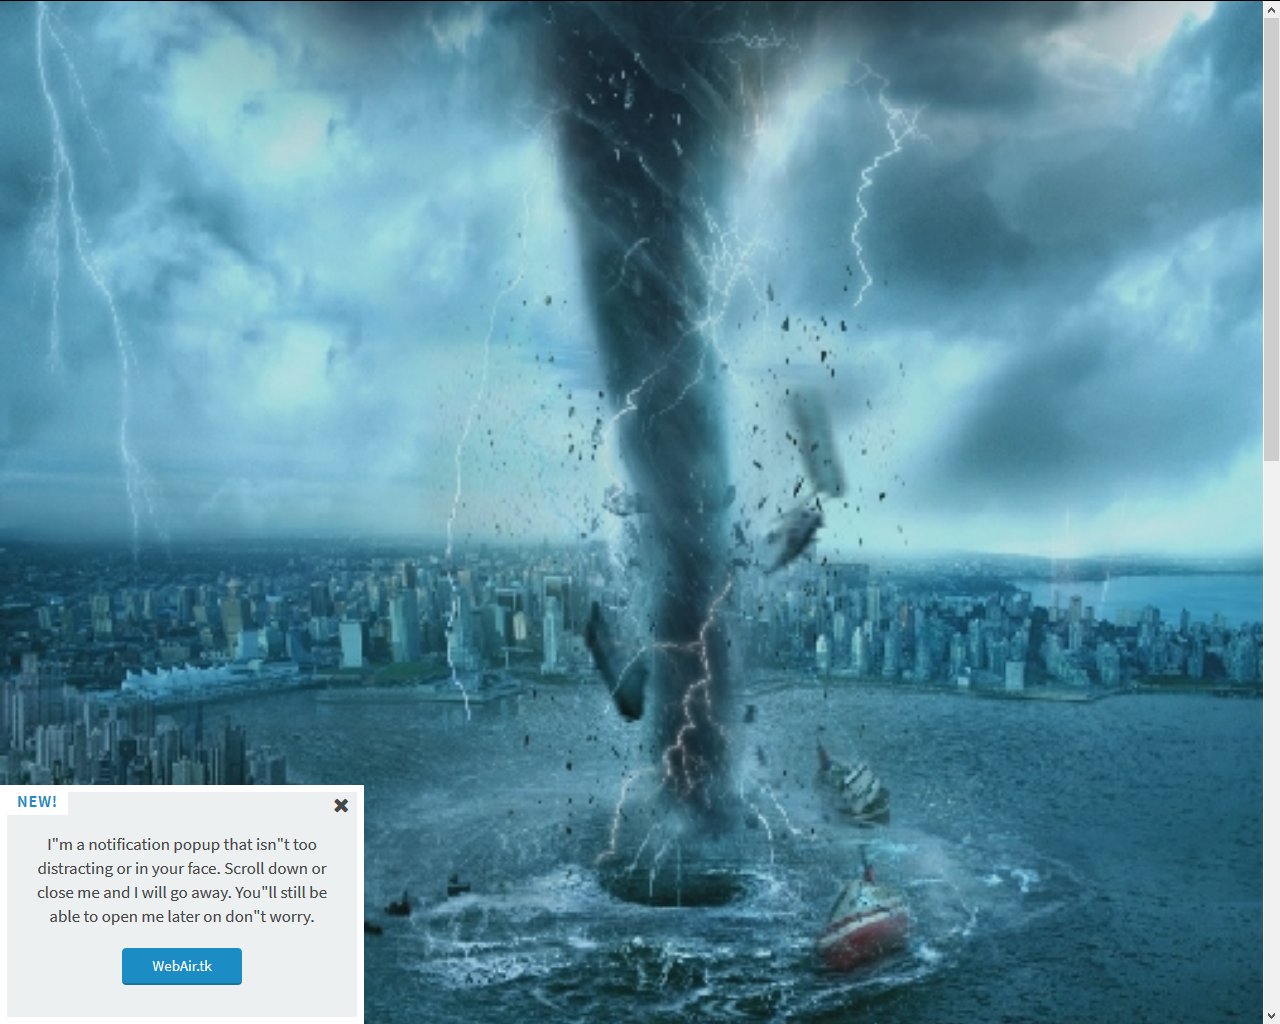 NEW!
I"m a notification popup that isn"t too
distracting or in your face. Scroll down or
close me and I will go away. You"ll still be
able to open me later on don"t worry.
WebAir.tk